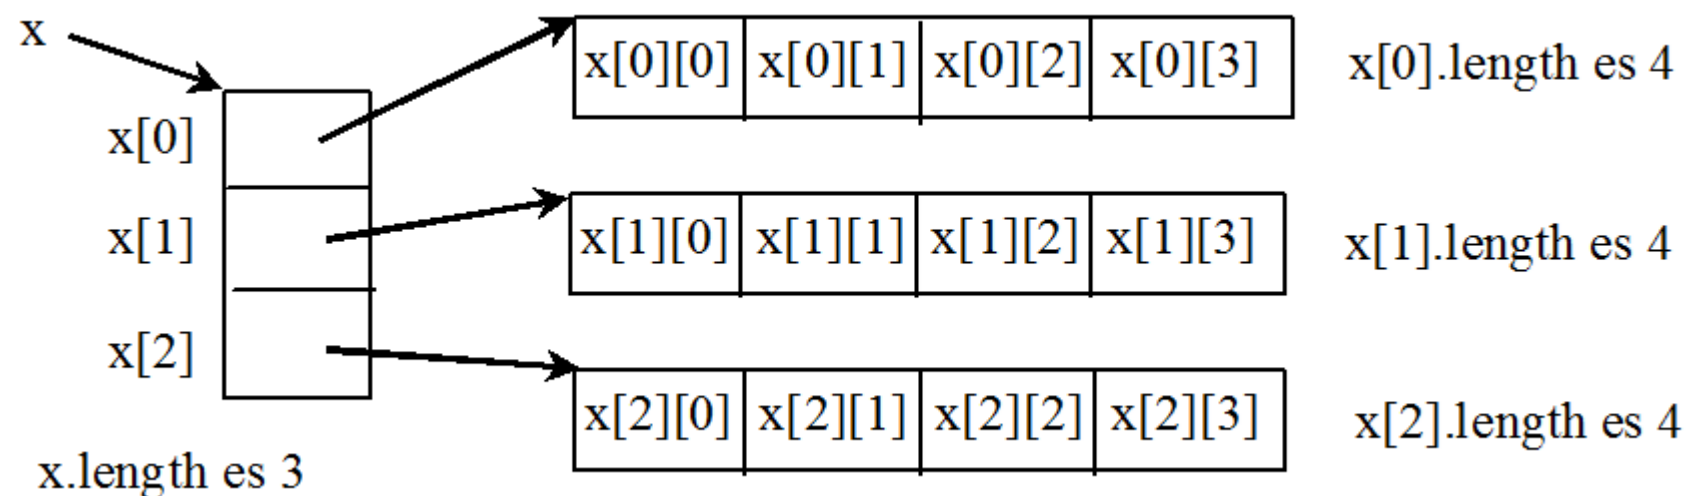 x
x[0][0] x[0][1] x[0][2] x[0][3] x[0].length es 4
x[0]
x[1][0] x[1][1] x[1][2] x[1][3] x[1].length es 4
x[1]
x[2]
x[2][0] x[2][1] x[2][2] x[2][3] x[2].length es 4
x.length es 3